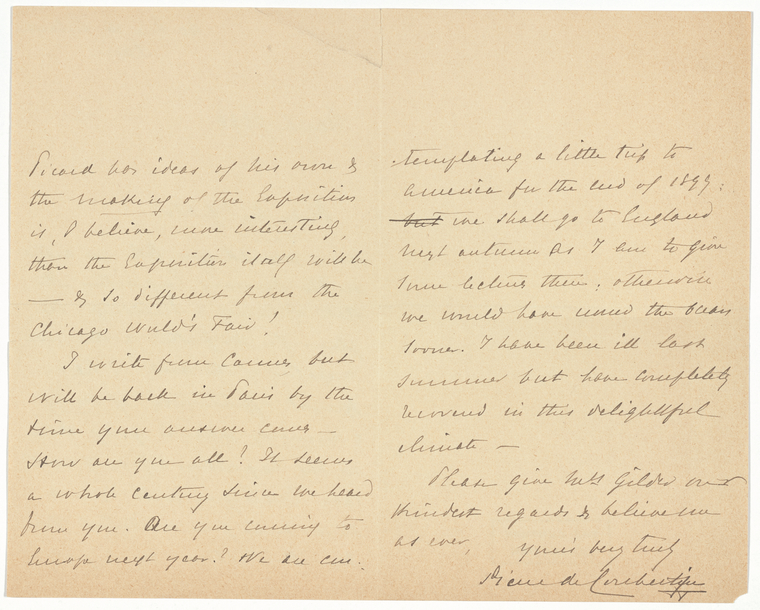 Picard has ideas of his own &
the making of the Exposition
is, I believe, more interesting,
than the Exposition itself will be
— & so different from the
Chicago World's Fair!
I write from Cannes but
will be back in Paris by the
time your answer comes —
How are you all? It seems
a whole century since we heard
from you. Are you coming to
Europe next year? We are con:
templating a little trip to
America for the end of 1899:
but we shall go to England
next autumn as I am to give
some lectures there; otherwise
we would have crossed the Ocean
sooner. I have been ill last
summer but have completely
recovered in this delightful
climate —
Please give Mrs Gilder our
kindest regards & believe me
as ever, yours very truly
Pierre de Coubertin